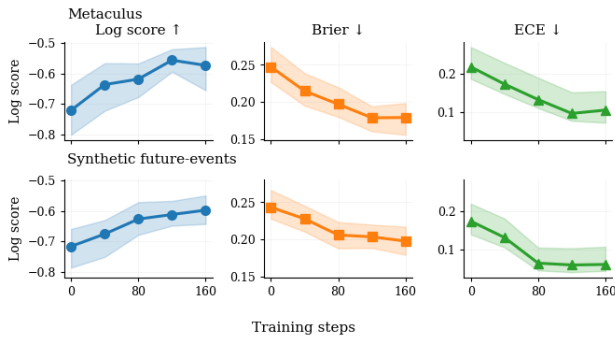 Metaculus
Log score ↑ Brier ↓ ECE ↓
Log score
−0.5
−0.6
−0.7
−0.8
0.25
0.20
0.15
0.2
0.1
Synthetic future-events
Log score
−0.5
−0.6
−0.7
−0.8
0.25
0.20
0.15
0.2
0.1
0 80 160 0 80 160 0 80 160
Training steps